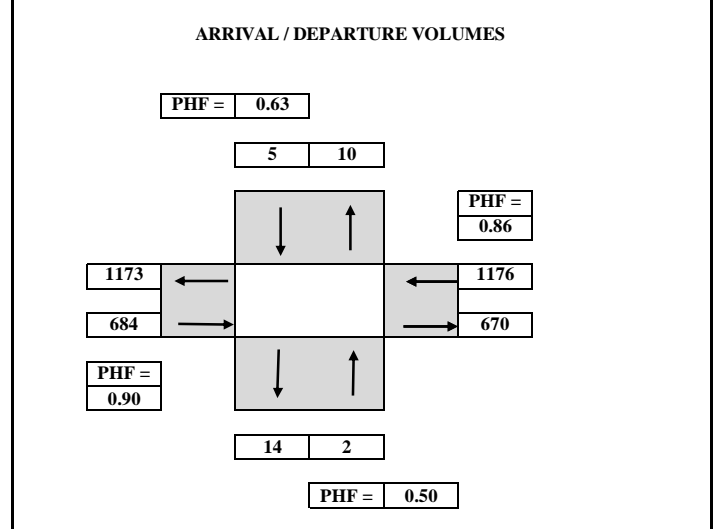 ARRIVAL / DEPARTURE VOLUMES
PHF = 0.63
5 10
PHF =
0.86
1173 1176
684 670
PHF =
0.90
14 2
PHF = 0.50